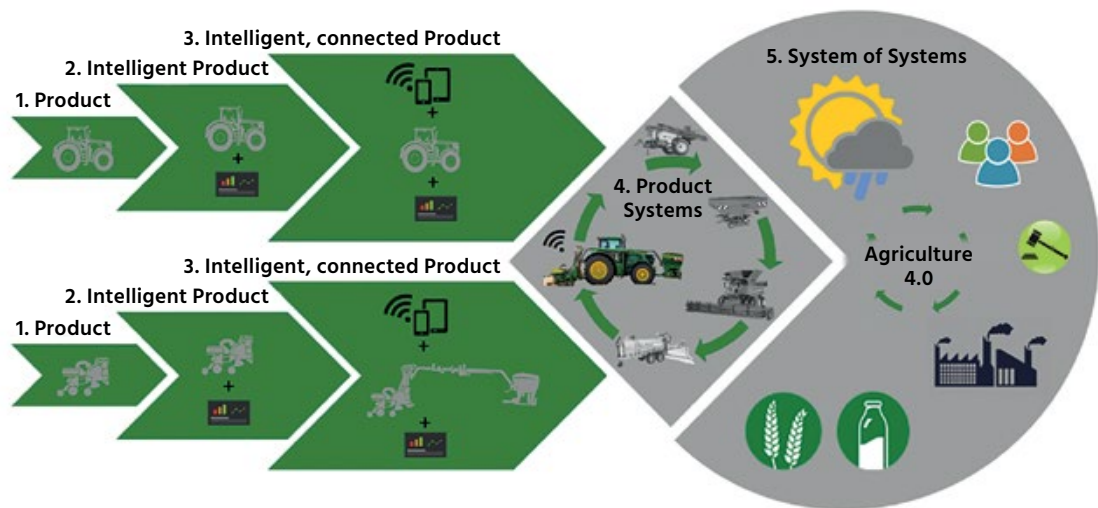 3. Intelligent, connected Product
2. Intelligent Product
1. Product
+
+
+
3. Intelligent, connected Product
2. Intelligent Product
1. Product
+
+
+
4. Product
Systems
5. System of Systems
Agriculture
4.0